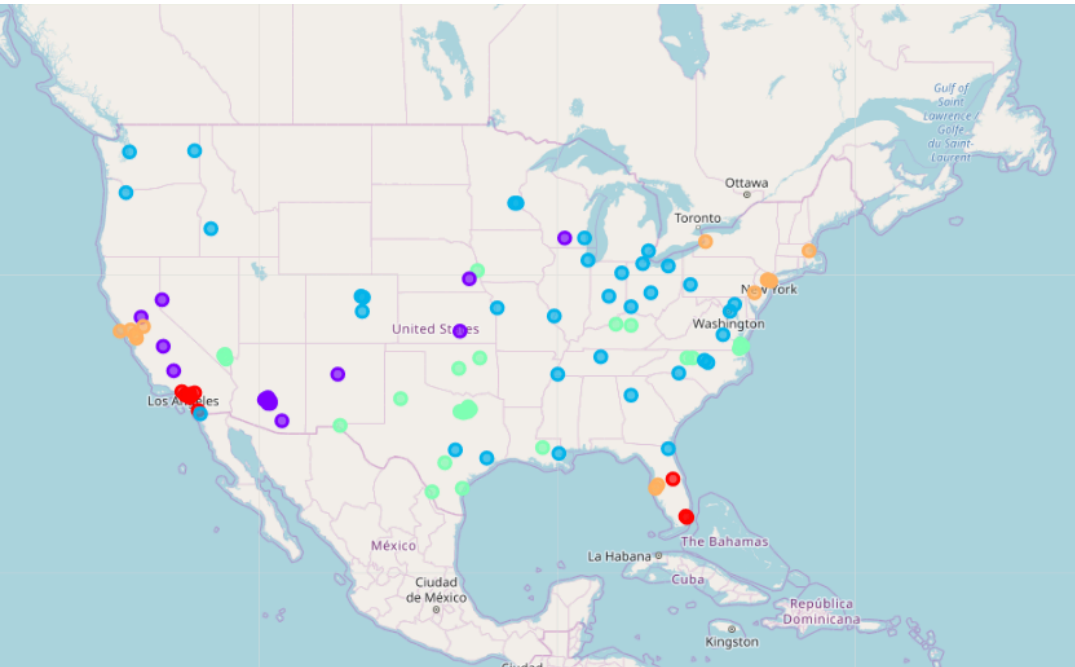 Gulf of
Saint
Lawrence /
Golfe
du Saint-
Laurent
Ottawa
Toronto
New York
Washington
United States
Los Angeles
The Bahamas
La Habana
México
Cuba
Ciudad
de México
República
Dominicana
Kingston
Ciudad